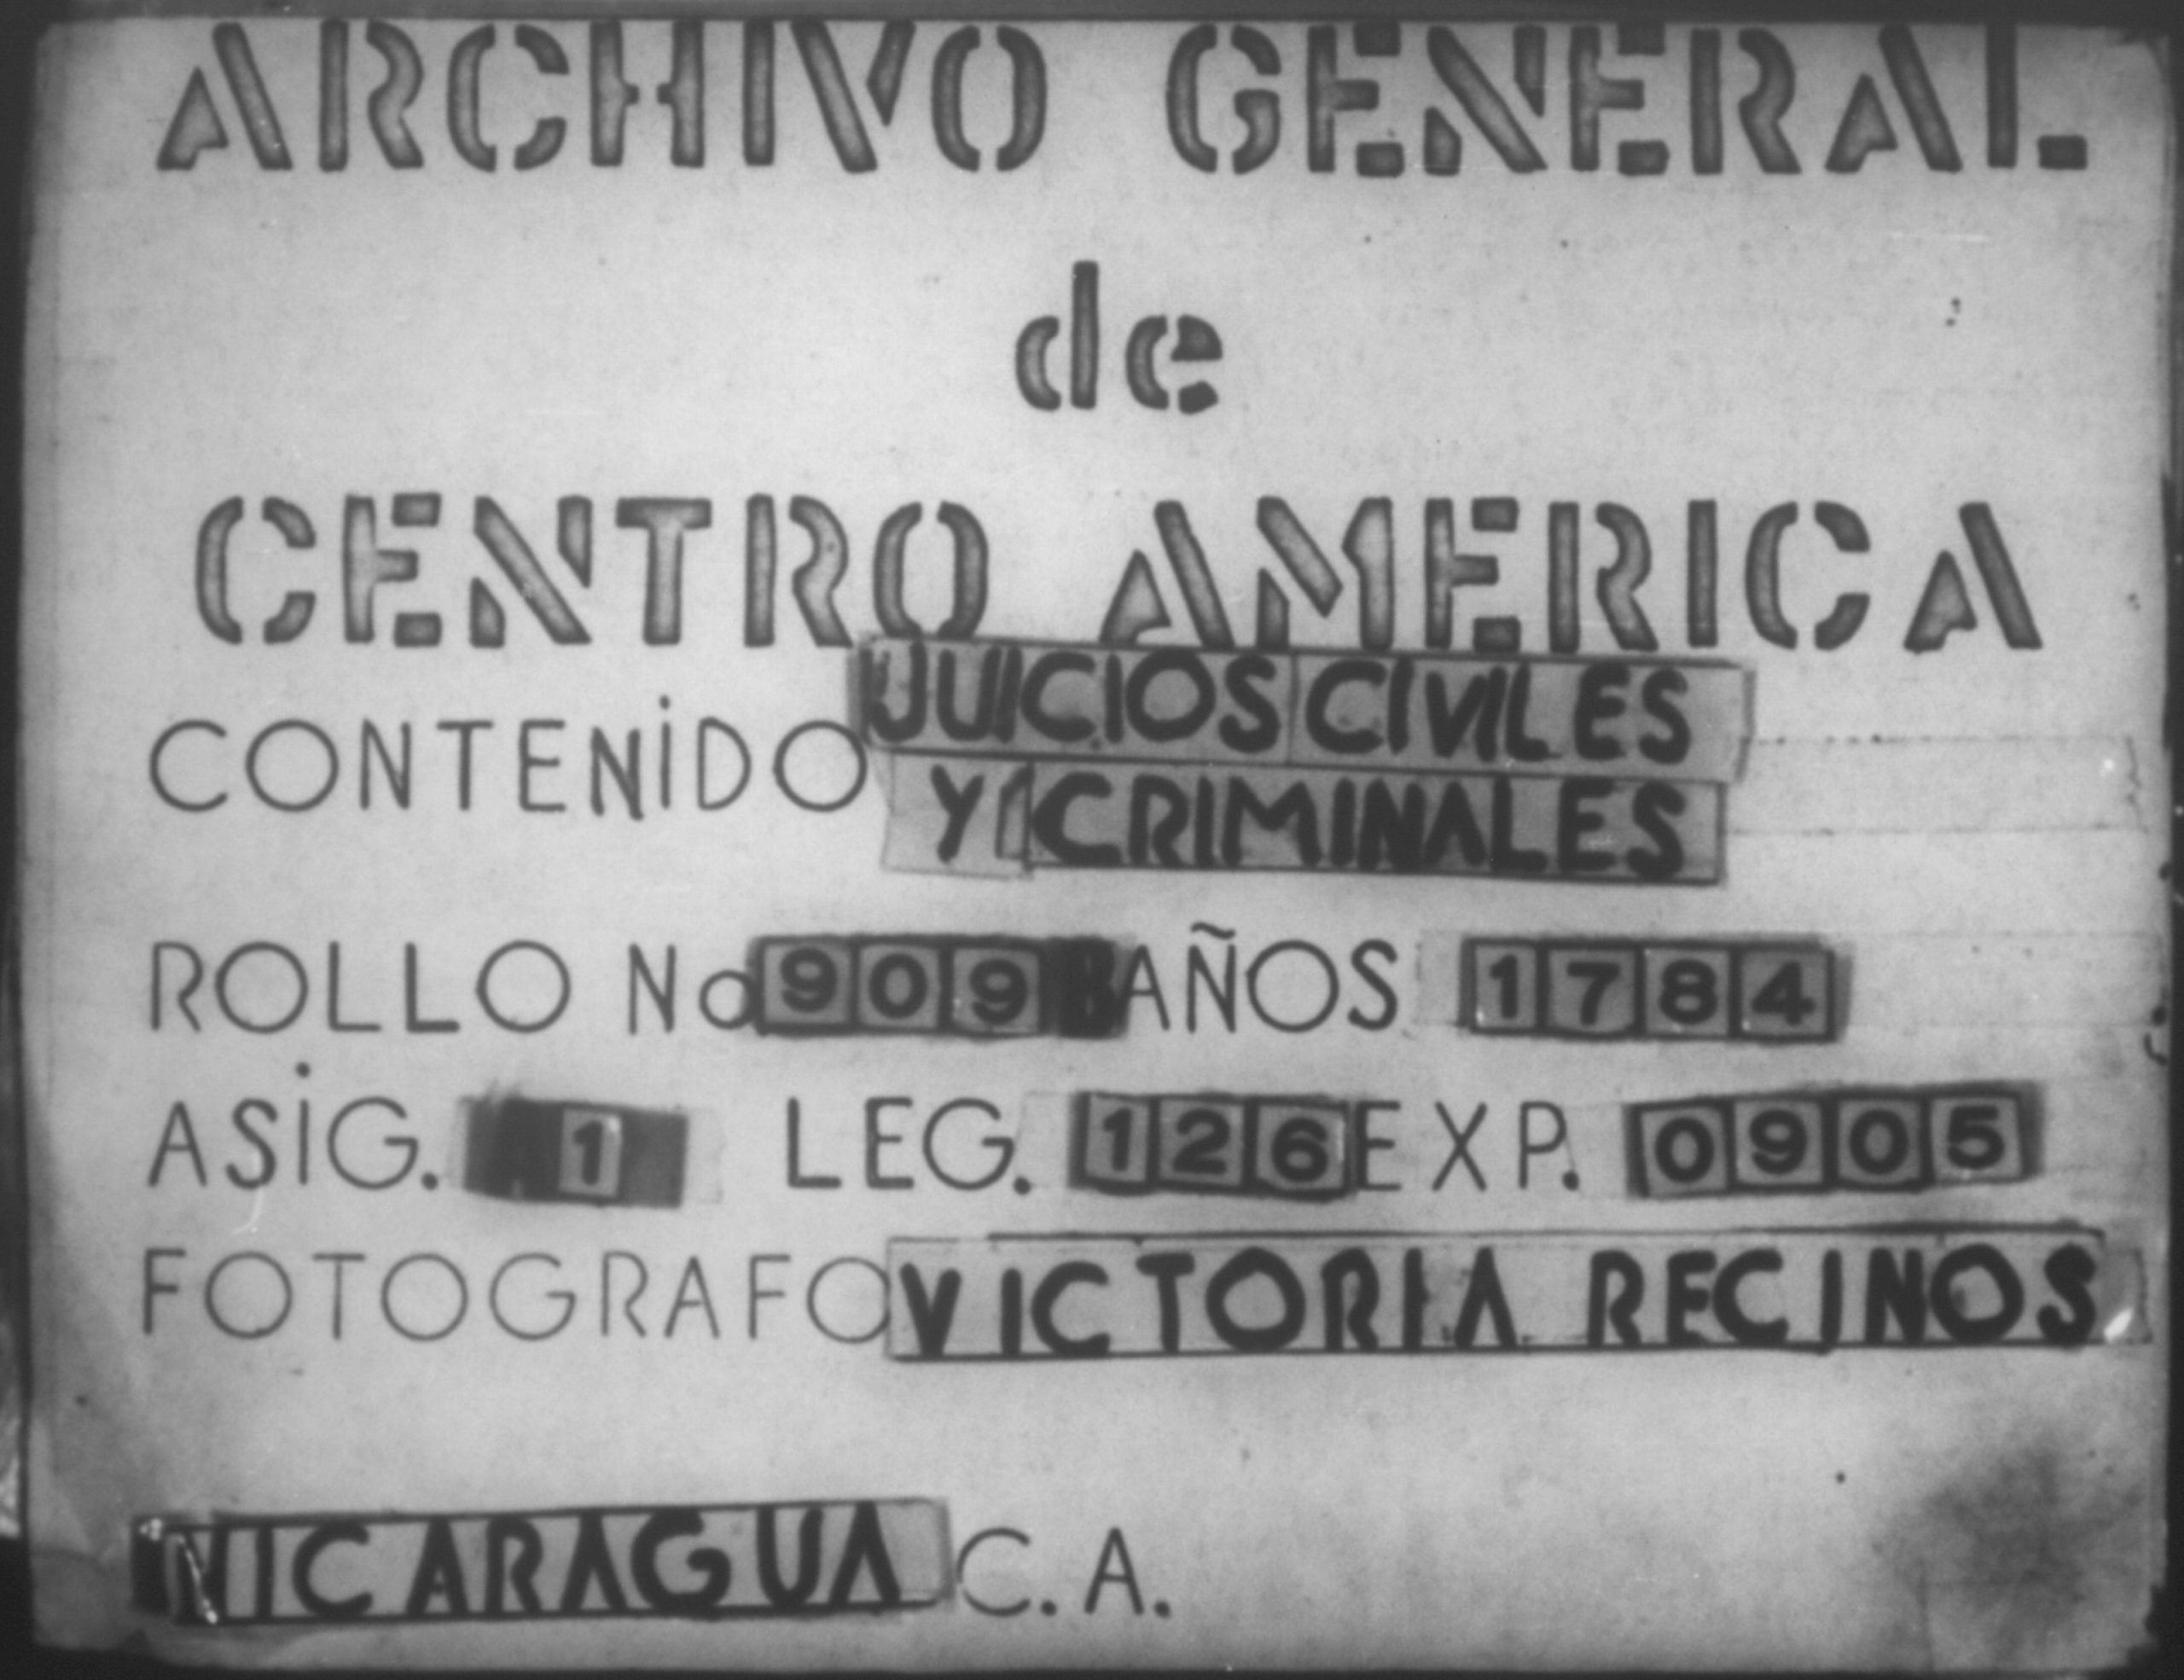 ARCHIVO GENERAL
de
CENTRO AMERICA
CONTENIDO JUICIOS CIVILES
Y CRIMINALES
ROLLO No 909 AÑOS 1784
ASIG. 1 LEG. 126 EXP. 0905
FOTOGRAFO VICTORIA RECINOS
NICARAGUA C.A.